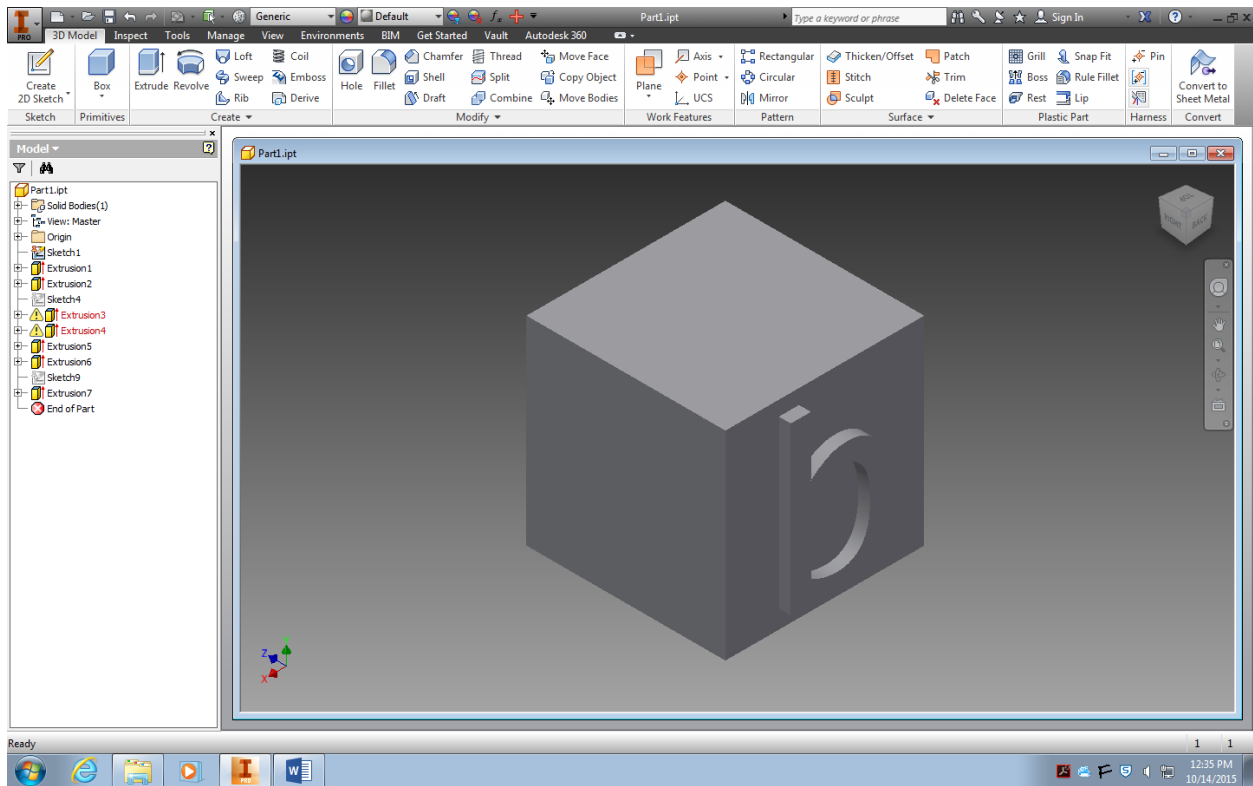 Generic Default fx Part1.ipt Type a keyword or phrase Sign In
PRO 3D Model Inspect Tools Manage View Environments BIM Get Started Vault Autodesk 360
Loft Coil Chamfer Thread Move Face Axis Rectangular Thicken/Offset Patch Grill Snap Fit Pin
Create 2D Sketch Box Extrude Revolve Sweep Emboss Hole Fillet Shell Split Copy Object Plane Point Circular Stitch Trim Boss Rule Fillet Convert to Sheet Metal
Rib Derive Draft Combine Move Bodies UCS Mirror Sculpt Delete Face Rest Lip
Sketch Primitives Create Modify Work Features Pattern Surface Plastic Part Harness Convert
Model
Part1.ipt
Part1.ipt
Solid Bodies(1)
View: Master
Origin
Sketch1
Extrusion1
Extrusion2
Sketch4
Extrusion3
Extrusion4
Extrusion5
Extrusion6
Sketch9
Extrusion7
End of Part
RIGHT BACK
b
Y
Z
X
Ready 1 1
PRO W 12:35 PM
10/14/2015